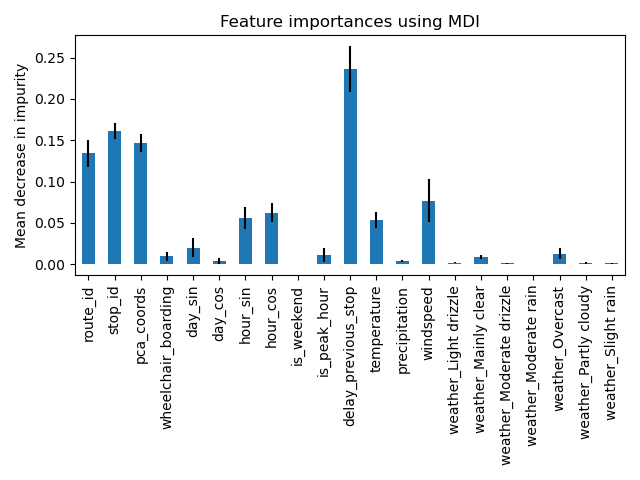 Feature importances using MDI
Mean decrease in impurity
0.25
0.20
0.15
0.10
0.05
0.00
route_id
stop_id
pca_coords
wheelchair_boarding
day_sin
day_cos
hour_sin
hour_cos
is_weekend
is_peak_hour
delay_previous_stop
temperature
precipitation
windspeed
weather_Light drizzle
weather_Mainly clear
weather_Moderate drizzle
weather_Moderate rain
weather_Overcast
weather_Partly cloudy
weather_Slight rain